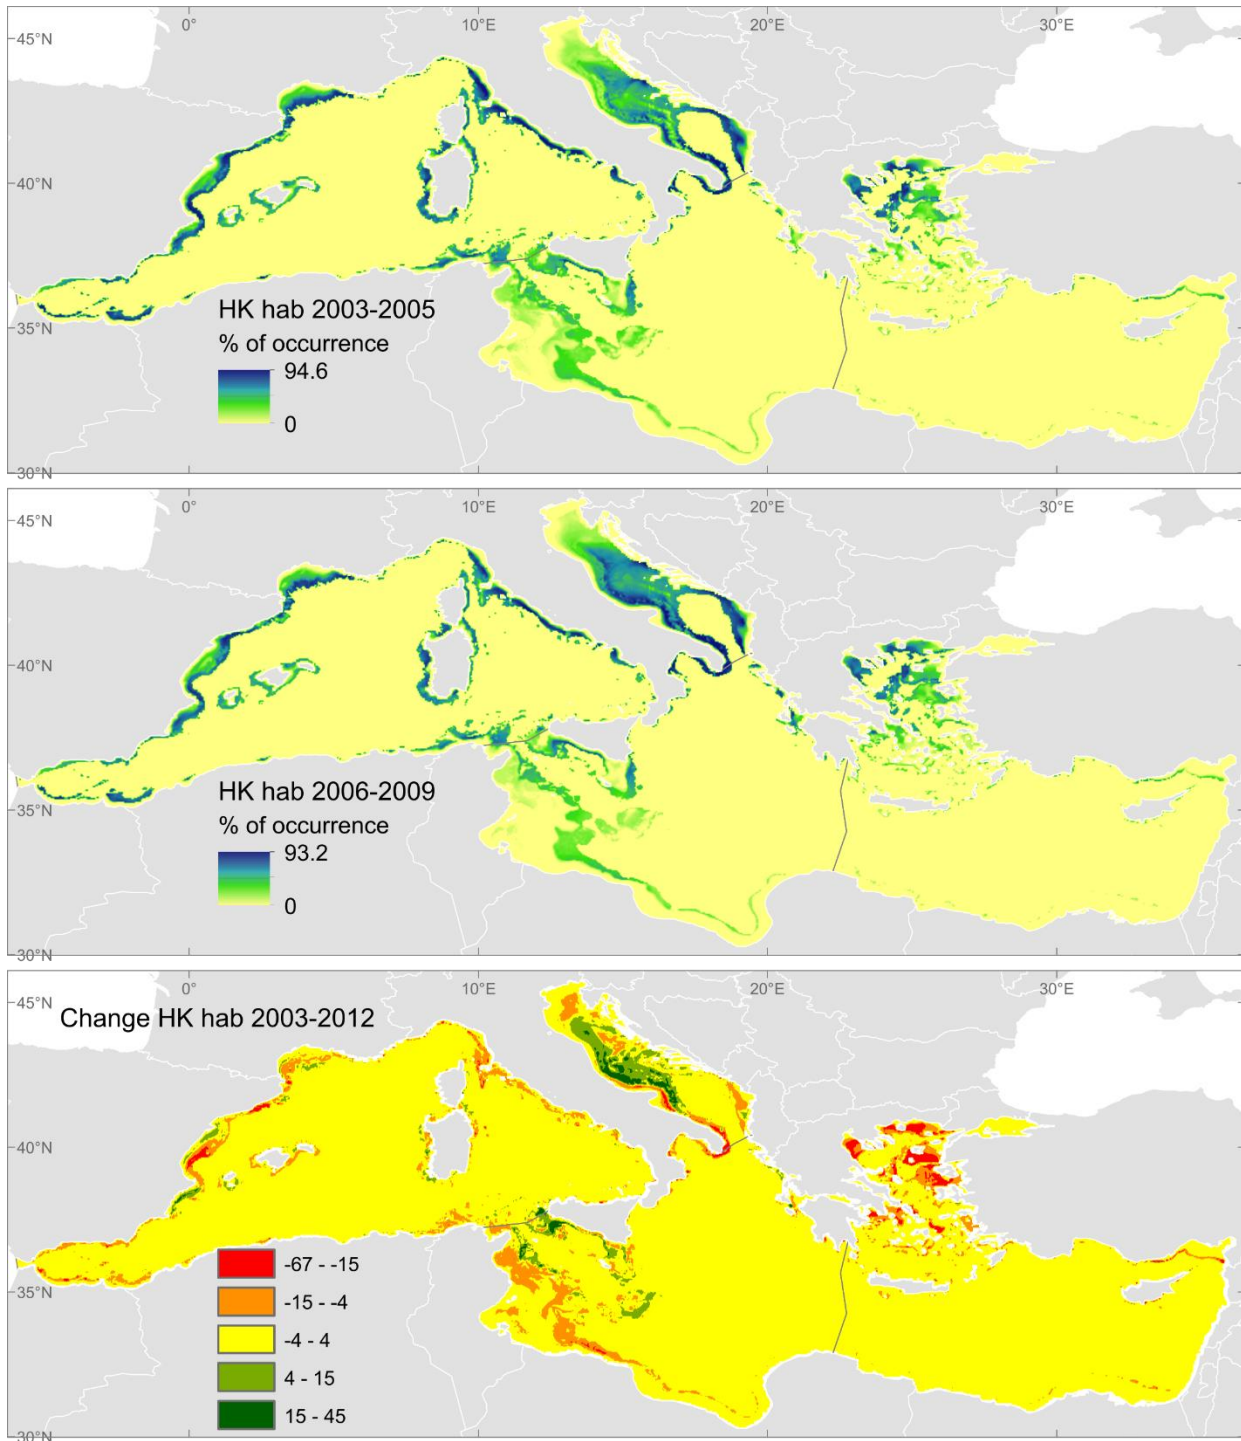 0° 10°E 20°E 30°E
45°N
40°N
35°N
HK hab 2003-2005
% of occurrence
94.6
0
30°N
0° 10°E 20°E 30°E
45°N
40°N
35°N
HK hab 2006-2009
% of occurrence
93.2
0
30°N
0° 10°E 20°E 30°E
45°N
Change HK hab 2003-2012
40°N
-67 - -15
35°N
-15 - -4
-4 - 4
4 - 15
15 - 45
30°N